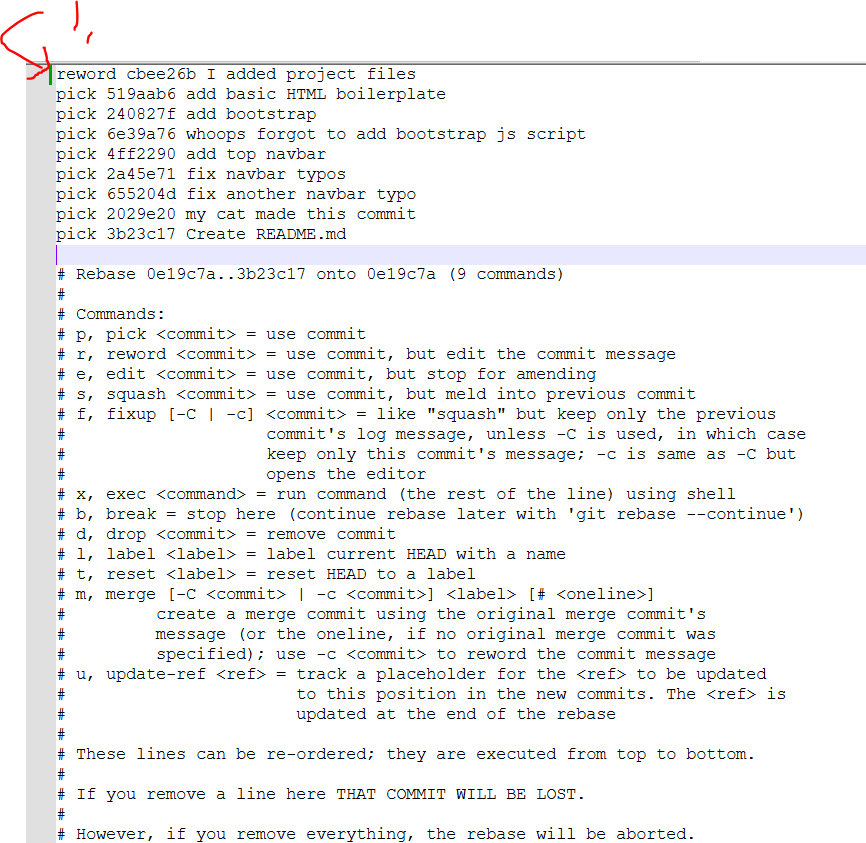 1,
reword cbee26b I added project files
pick 519aab6 add basic HTML boilerplate
pick 240827f add bootstrap
pick 6e39a76 whoops forgot to add bootstrap js script
pick 4ff2290 add top navbar
pick 2a45e71 fix navbar typos
pick 655204d fix another navbar typo
pick 2029e20 my cat made this commit
pick 3b23c17 Create README.md
# Rebase 0e19c7a..3b23c17 onto 0e19c7a (9 commands)
#
# Commands:
# p, pick <commit> = use commit
# r, reword <commit> = use commit, but edit the commit message
# e, edit <commit> = use commit, but stop for amending
# s, squash <commit> = use commit, but meld into previous commit
# f, fixup [-C | -c] <commit> = like "squash" but keep only the previous
#                    commit's log message, unless -C is used, in which case
#                    keep only this commit's message; -c is same as -C but
#                    opens the editor
# x, exec <command> = run command (the rest of the line) using shell
# b, break = stop here (continue rebase later with 'git rebase --continue')
# d, drop <commit> = remove commit
# l, label <label> = label current HEAD with a name
# t, reset <label> = reset HEAD to a label
# m, merge [-C <commit> | -c <commit>] <label> [# <oneline>]
#         create a merge commit using the original merge commit's
#         message (or the oneline, if no original merge commit was
#         specified); use -c <commit> to reword the commit message
# u, update-ref <ref> = track a placeholder for the <ref> to be updated
#                       to this position in the new commits. The <ref> is
#                       updated at the end of the rebase
#
# These lines can be re-ordered; they are executed from top to bottom.
#
# If you remove a line here THAT COMMIT WILL BE LOST.
#
# However, if you remove everything, the rebase will be aborted.